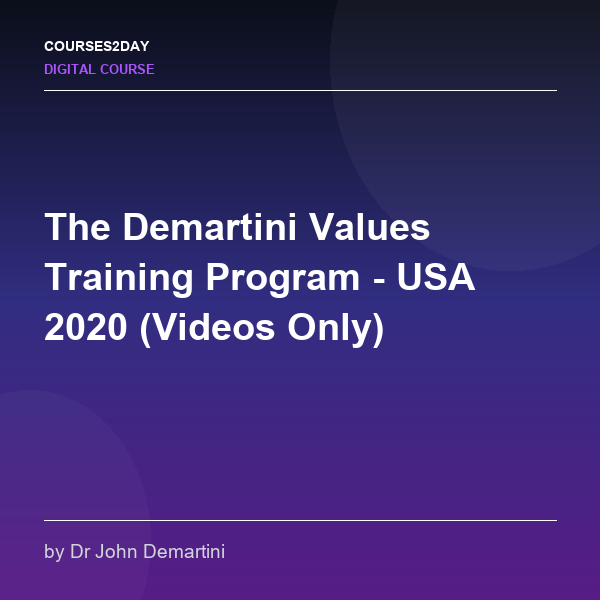 COURSES2DAY
DIGITAL COURSE
The Demartini Values
Training Program - USA
2020 (Videos Only)
by Dr John Demartini